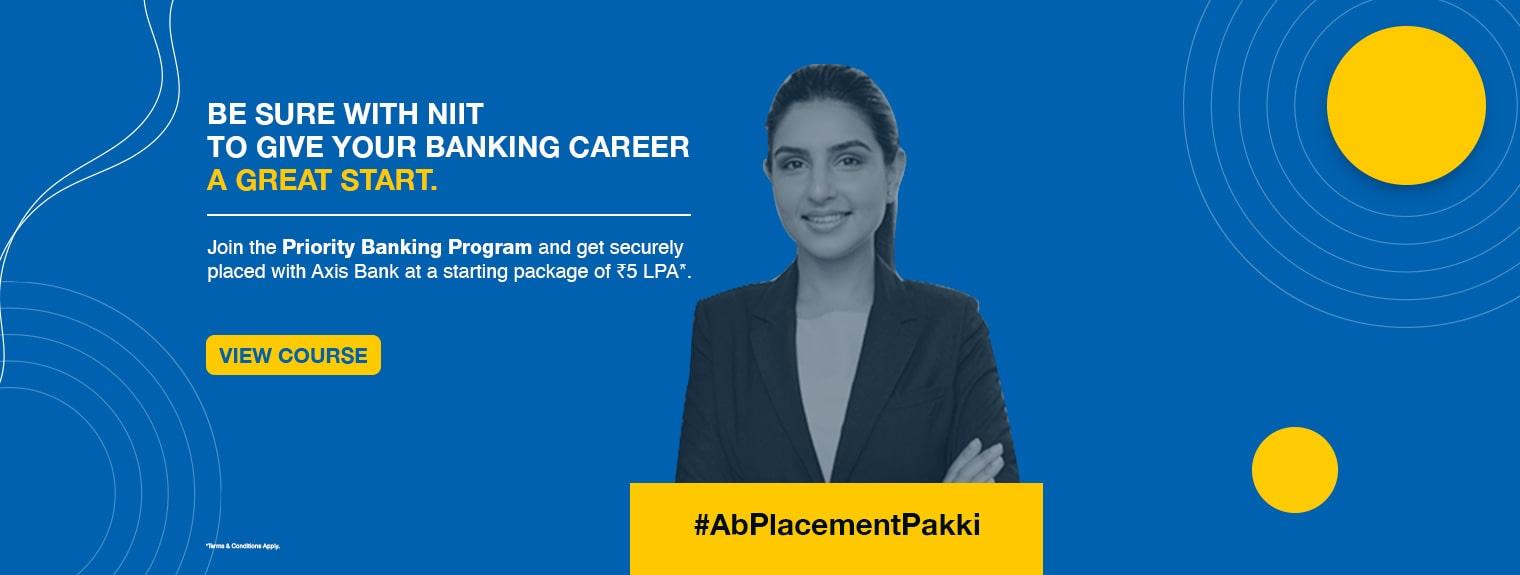 BE SURE WITH NIIT
TO GIVE YOUR BANKING CAREER
A GREAT START.
Join the Priority Banking Program and get securely
placed with Axis Bank at a starting package of ₹5 LPA*.
VIEW COURSE
#AbPlacementPakki
*Terms & Conditions Apply.